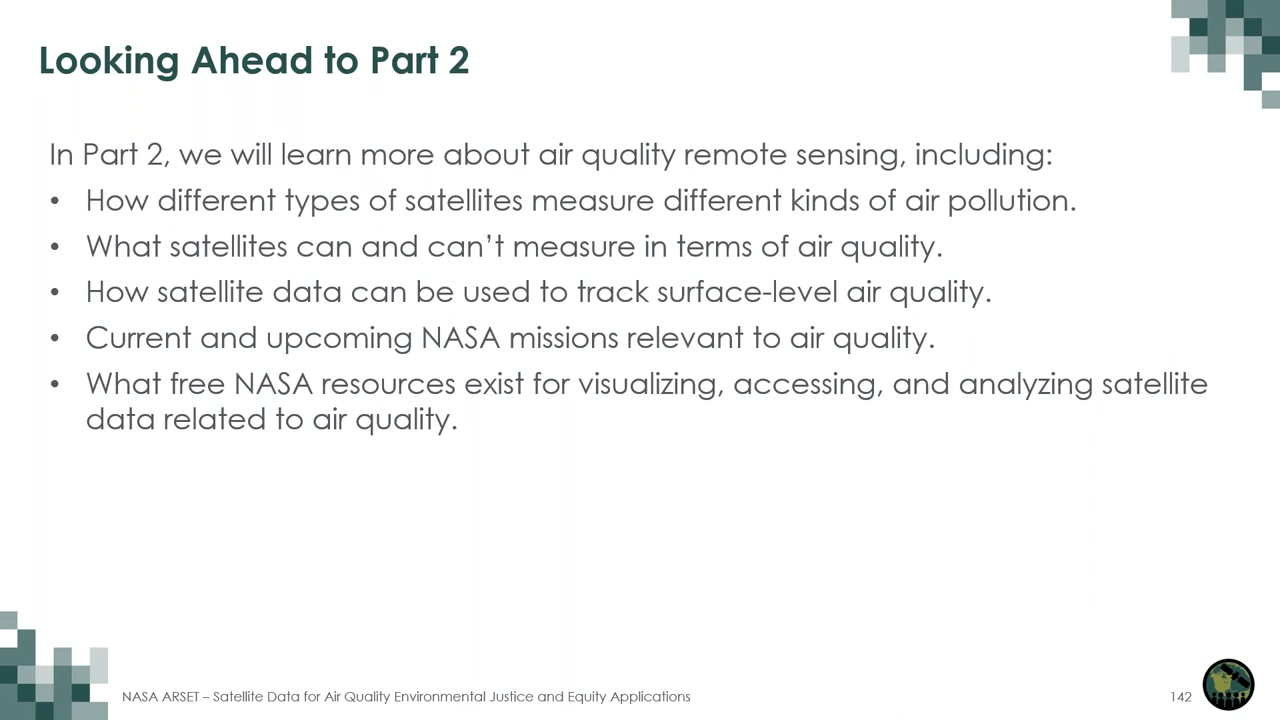 Looking Ahead to Part 2
In Part 2, we will learn more about air quality remote sensing, including:
• How different types of satellites measure different kinds of air pollution.
• What satellites can and can’t measure in terms of air quality.
• How satellite data can be used to track surface-level air quality.
• Current and upcoming NASA missions relevant to air quality.
• What free NASA resources exist for visualizing, accessing, and analyzing satellite
data related to air quality.
NASA ARSET – Satellite Data for Air Quality Environmental Justice and Equity Applications
142